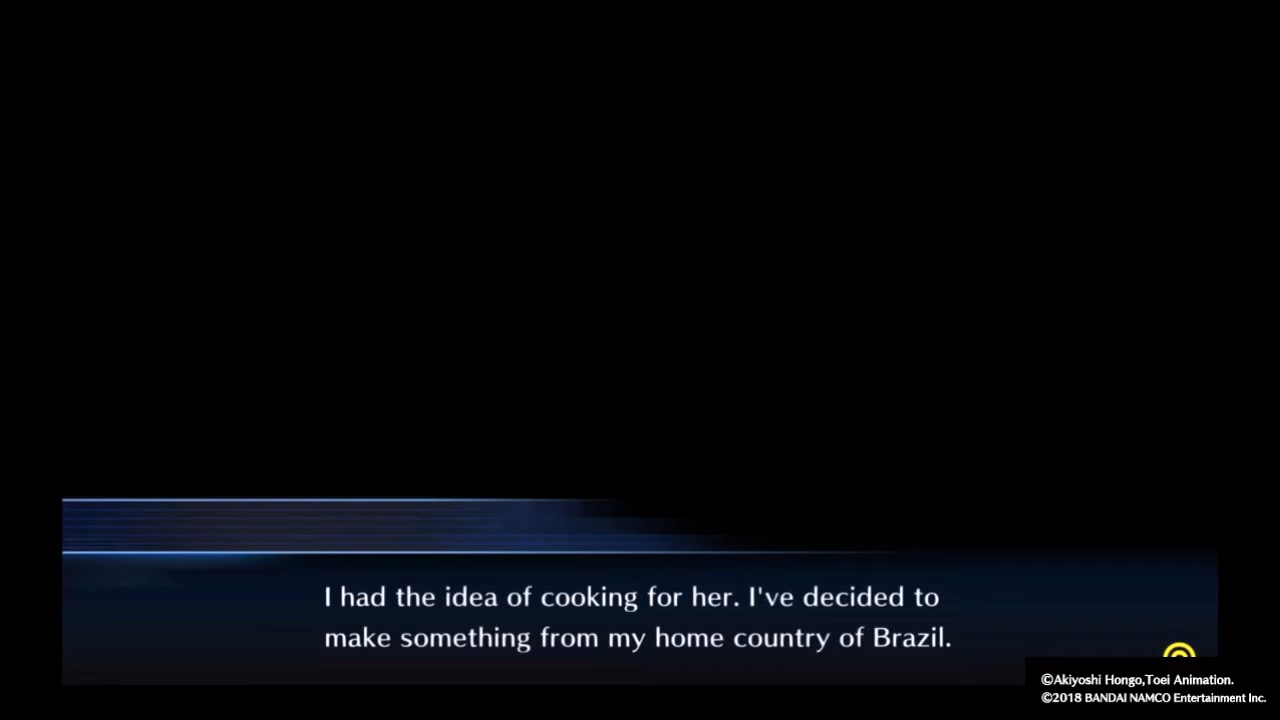 I had the idea of cooking for her. I've decided to
make something from my home country of Brazil.
©Akiyoshi Hongo,Toei Animation.
©2018 BANDAI NAMCO Entertainment Inc.